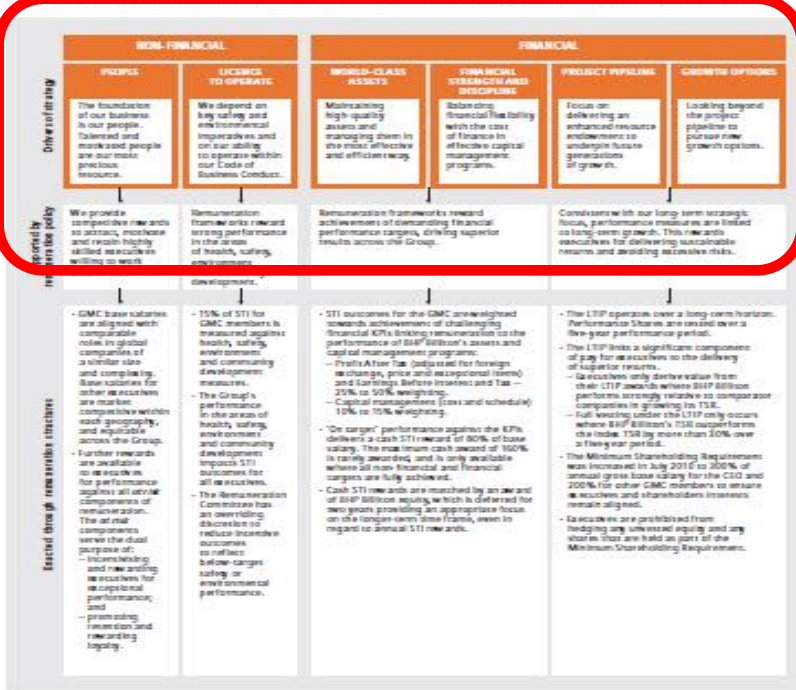 NON-FINANCIAL
FINANCIAL
Drivers of strategy
PEOPLE
The foundation
of our business
is our people.
Talented and
motivated people
are our most
precious
resource.
LICENCE
TO OPERATE
We depend on
key safety and
environmental
imperatives and
on our ability
to operate within
our Code of
Business Conduct.
WORLD-CLASS
ASSETS
Maintaining
high-quality
assets and
managing them in
the most effective
and efficient way.
FINANCIAL
STRENGTH AND
DISCIPLINE
Balancing
financial flexibility
with the cost
of finance in
effective capital
management
programs.
PROJECT PIPELINE
Focus on
delivering an
enhanced resource
endowment to
underpin future
generations
of growth.
GROWTH OPTIONS
Looking beyond
the project
pipeline to
pursue new
growth options.
supported by
remuneration policy
We provide
competitive rewards
to attract, motivate
and retain highly
skilled executives
willing to work
Remuneration
frameworks reward
strong performance
in the areas
of health, safety,
environment
development.
Remuneration frameworks reward
achievement of demanding financial
performance targets, driving superior
results across the Group.
Consistent with our long-term strategic
focus, performance measures are linked
to long-term growth. This rewards
executives for delivering sustainable
returns and avoiding excessive risks.
Enacted through remuneration structures
- GMC base salaries
are aligned with
comparable
roles in global
companies of
a similar size
and complexity.
Base salaries for
other executives
are market
competitive within
each geography,
and equitable
across the Group.
- Further rewards
are available
to executives
for performance
against all at risk
components of
remuneration.
The at risk
components
serve the dual
purpose of:
– incentivising
and rewarding
executives for
exceptional
performance;
and
– promoting
retention and
rewarding
loyalty.
- 15% of STI for
GMC members is
measured against
health, safety,
environment
and community
development
measures.
- The Group's
performance
in the areas of
health, safety,
environment
and community
development
impacts STI
outcomes for
all executives.
- The Remuneration
Committee has
an overriding
discretion to
reduce incentive
outcomes
to reflect
below-target
safety or
environmental
performance.
- STI outcomes for the GMC are weighted
towards achievement of challenging
financial KPIs linking remuneration to the
performance of BHP Billiton's assets and
capital management programs:
– Profit After Tax (adjusted for foreign
exchange, price and exceptional items)
and Earnings Before Interest and Tax –
25% to 50% weighting.
– Capital management (cost and schedule)
10% to 15% weighting.
- 'On target' performance against the KPIs
delivers a cash STI reward of 80% of base
salary. The maximum cash award of 160%
is rarely awarded, and is only available
where all non-financial and financial
targets are fully achieved.
- Cash STI rewards are matched by an award
of BHP Billiton equity, which is deferred for
two years providing an appropriate focus
on the longer-term time frame, even in
regard to annual STI rewards.
- The LTIP operates over a long-term horizon.
Performance Shares are tested over a
five-year performance period.
- The LTIP links a significant component
of pay for executives to the delivery
of superior returns.
– Executives only derive value from
their LTIP awards where BHP Billiton
performs strongly relative to comparator
companies in growing its TSR.
– Full vesting under the LTIP only occurs
where BHP Billiton's TSR outperforms
the index TSR by more than 30% over
a five-year period.
- The Minimum Shareholding Requirement
was increased in July 2010 to 300% of
annual gross base salary for the CEO and
200% for other GMC members to ensure
executives and shareholders interests
remain aligned.
- Executives are prohibited from
hedging any unvested equity and any
shares that are held as part of the
Minimum Shareholding Requirement.